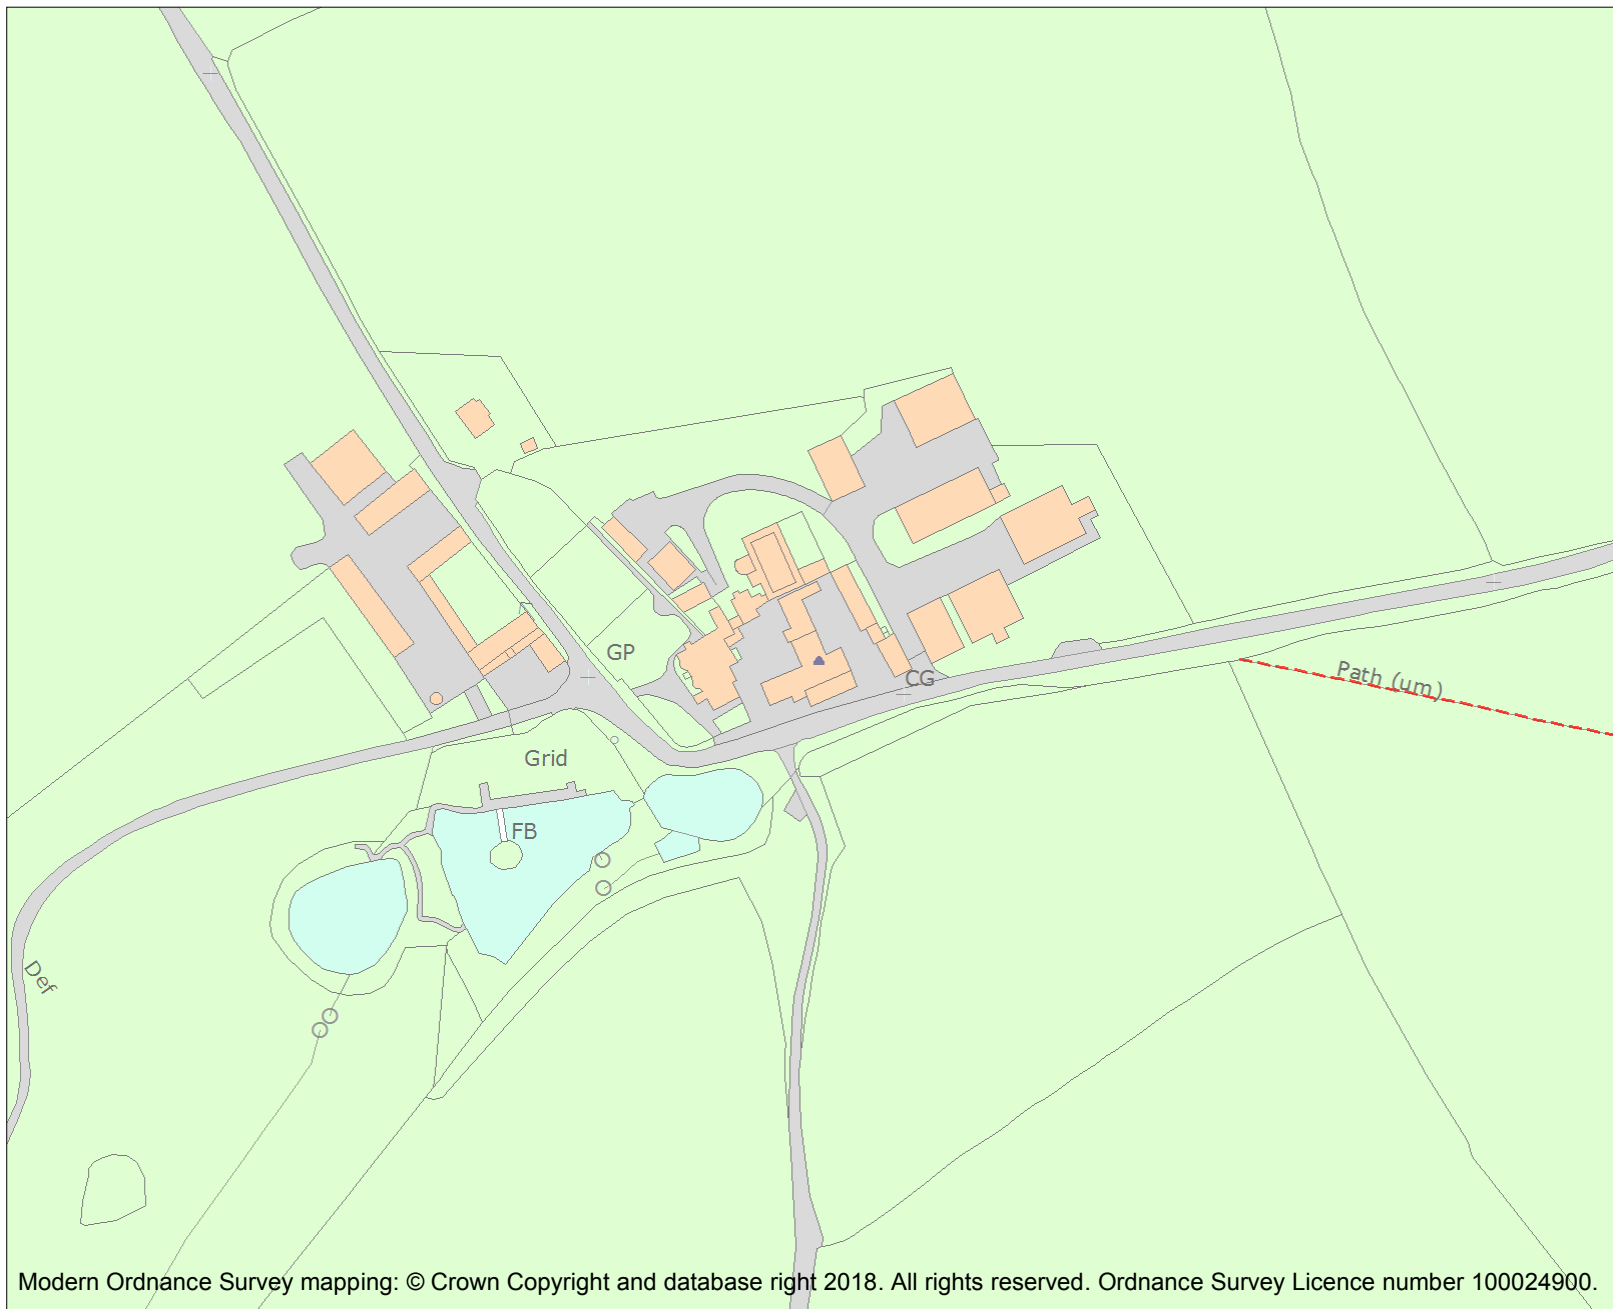 GP
CG
Path (um)
Grid
FB
Def
Modern Ordnance Survey mapping: © Crown Copyright and database right 2018. All rights reserved. Ordnance Survey Licence number 100024900.